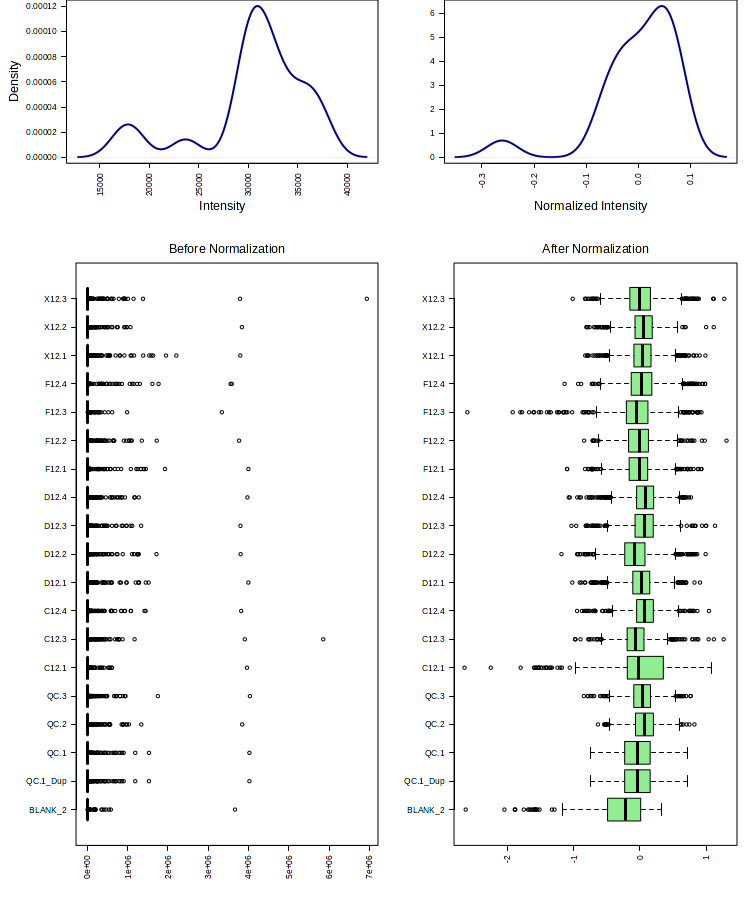 0.00012
0.00010
0.00008
0.00006
0.00004
0.00002
0.00000
Density
15000 20000 25000 30000 35000 40000
Intensity
6
5
4
3
2
1
0
-0.3 -0.2 -0.1 0.0 0.1
Normalized Intensity
Before Normalization
X12.3
X12.2
X12.1
F12.4
F12.3
F12.2
F12.1
D12.4
D12.3
D12.2
D12.1
C12.4
C12.3
C12.1
QC.3
QC.2
QC.1
QC.1_Dup
BLANK_2
0e+00 1e+06 2e+06 3e+06 4e+06 5e+06 6e+06 7e+06
After Normalization
X12.3
X12.2
X12.1
F12.4
F12.3
F12.2
F12.1
D12.4
D12.3
D12.2
D12.1
C12.4
C12.3
C12.1
QC.3
QC.2
QC.1
QC.1_Dup
BLANK_2
-2 -1 0 1